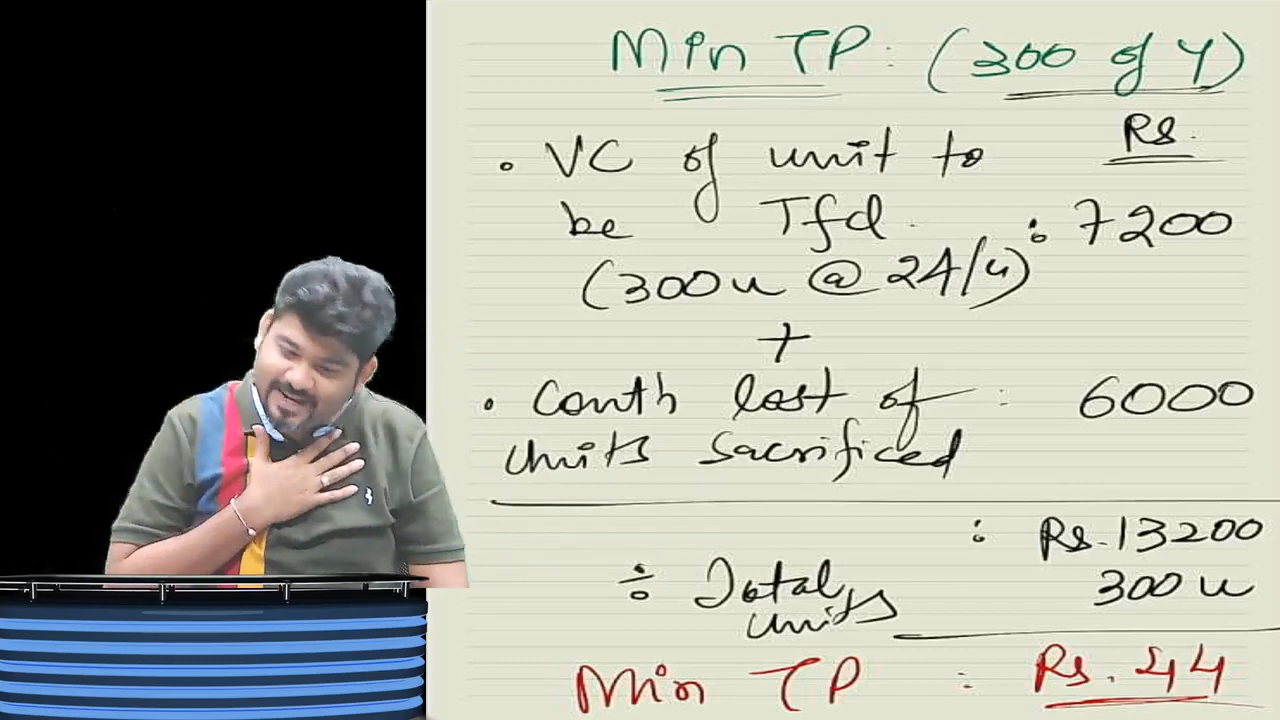 Min TP: (300 of Y)
Rs.
• VC of unit to
be Tfd. : 7200
(300u @ 24/u)
+
• Contb lost of : 6000
units sacrificed
: Rs. 13200
÷ Total 300 u
units
Min TP : Rs. 44